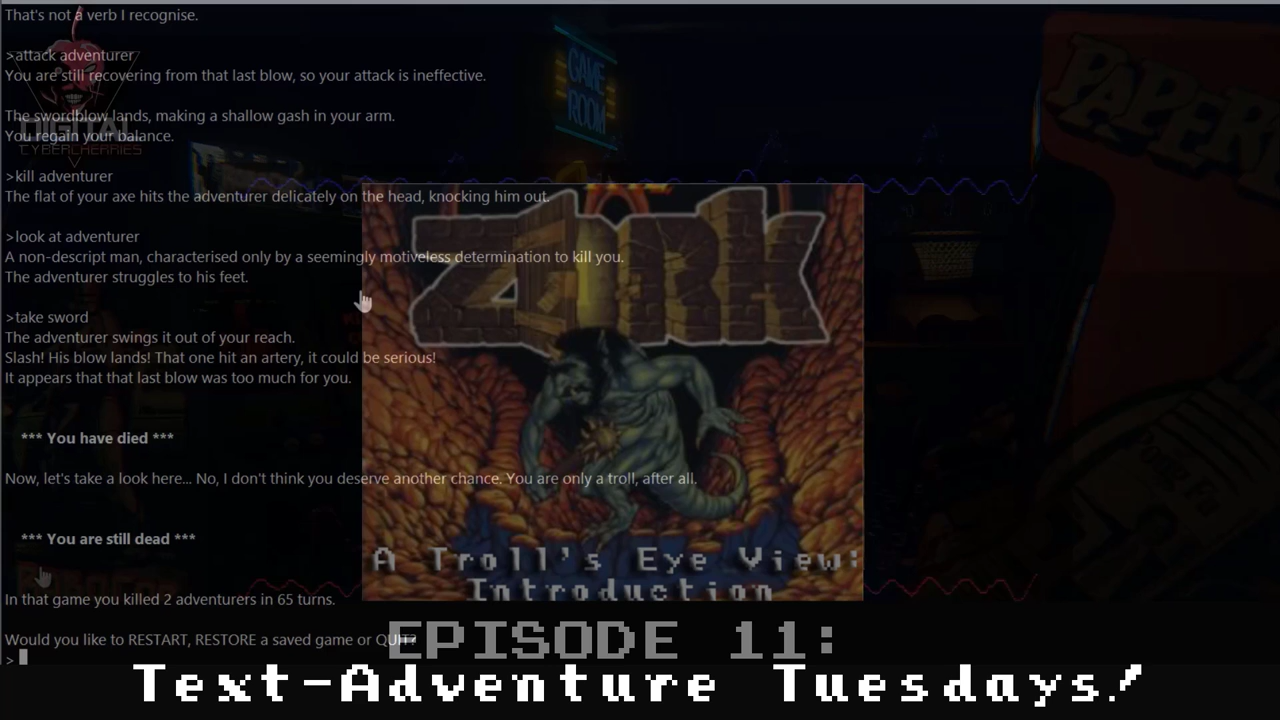 That's not a verb I recognise.
>attack adventurer
You are still recovering from that last blow, so your attack is ineffective.
The swordblow lands, making a shallow gash in your arm.
You regain your balance.
>kill adventurer
The flat of your axe hits the adventurer delicately on the head, knocking him out.
>look at adventurer
A non-descript man, characterised only by a seemingly motiveless determination to kill you.
The adventurer struggles to his feet.
>take sword
The adventurer swings it out of your reach.
Slash! His blow lands! That one hit an artery, it could be serious!
It appears that that last blow was too much for you.
*** You have died ***
Now, let's take a look here... No, I don't think you deserve another chance. You are only a troll, after all.
*** You are still dead ***
In that game you killed 2 adventurers in 65 turns.
Would you like to RESTART, RESTORE a saved game or QUIT?
>
DIGITAL
CYBERCHERRIES
GAME
ROOM
ZORK
A Troll's Eye View:
Introduction
EPISODE 11:
Text-Adventure Tuesdays!